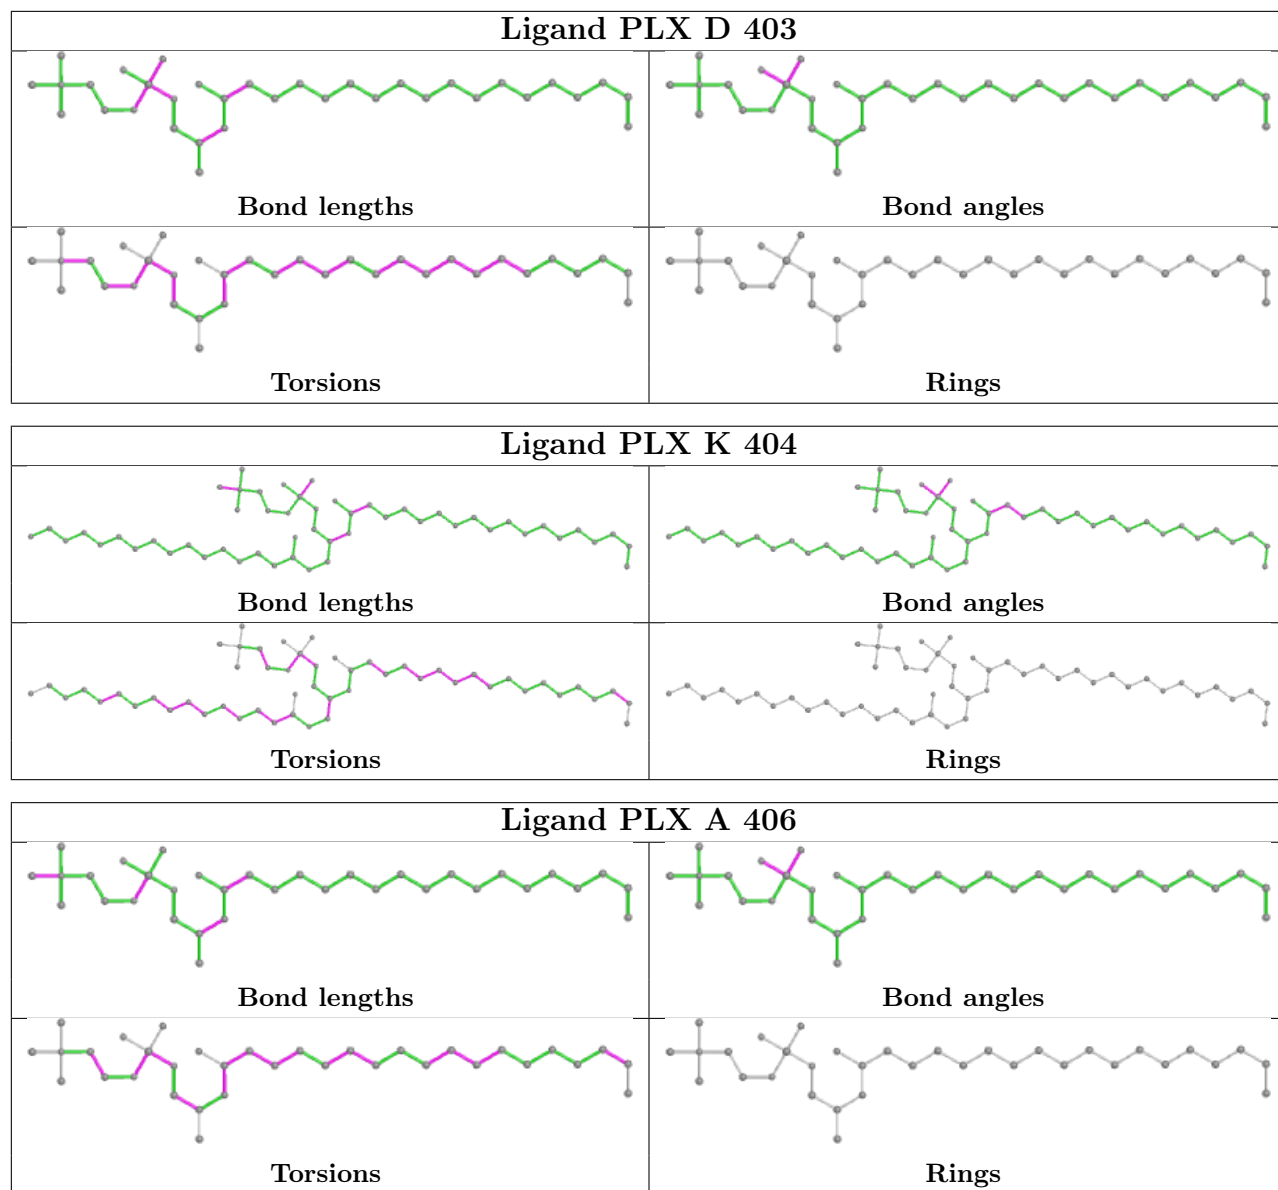 Ligand PLX D 403
Bond lengths
Bond angles
Torsions
Rings
Ligand PLX K 404
Bond lengths
Bond angles
Torsions
Rings
Ligand PLX A 406
Bond lengths
Bond angles
Torsions
Rings